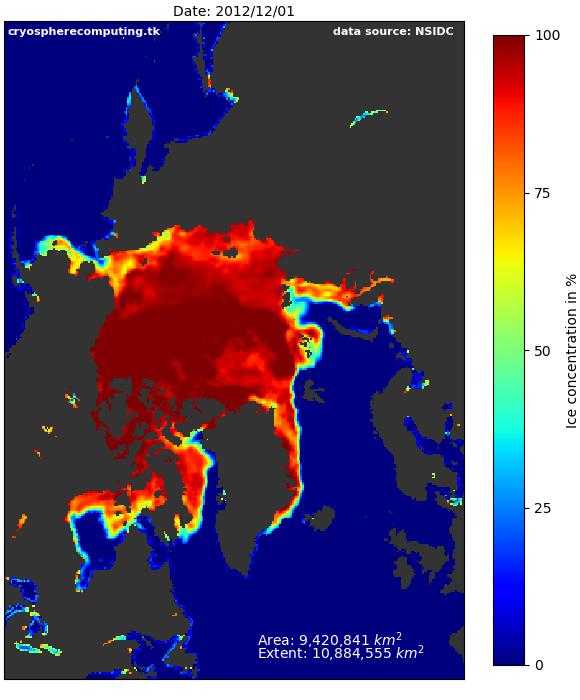 Date: 2012/12/01
cryospherecomputing.tk data source: NSIDC
100
75
50
25
0
Ice concentration in %
Area: 9,420,841 km²
Extent: 10,884,555 km²